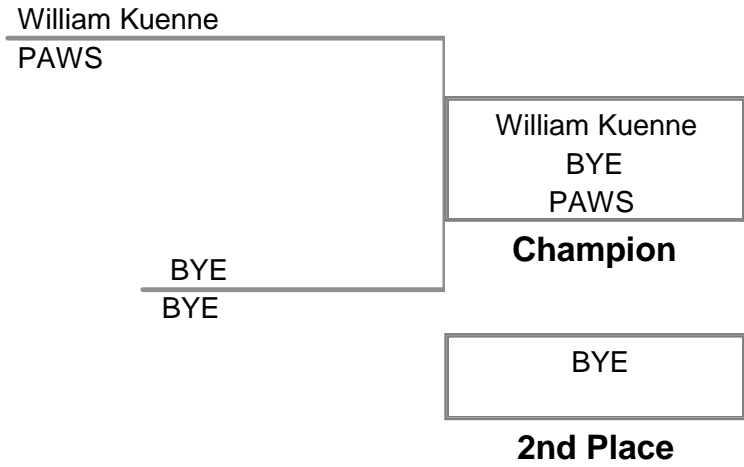 William Kuenne
PAWS
William Kuenne
BYE
PAWS
Champion
BYE
BYE
BYE
2nd Place